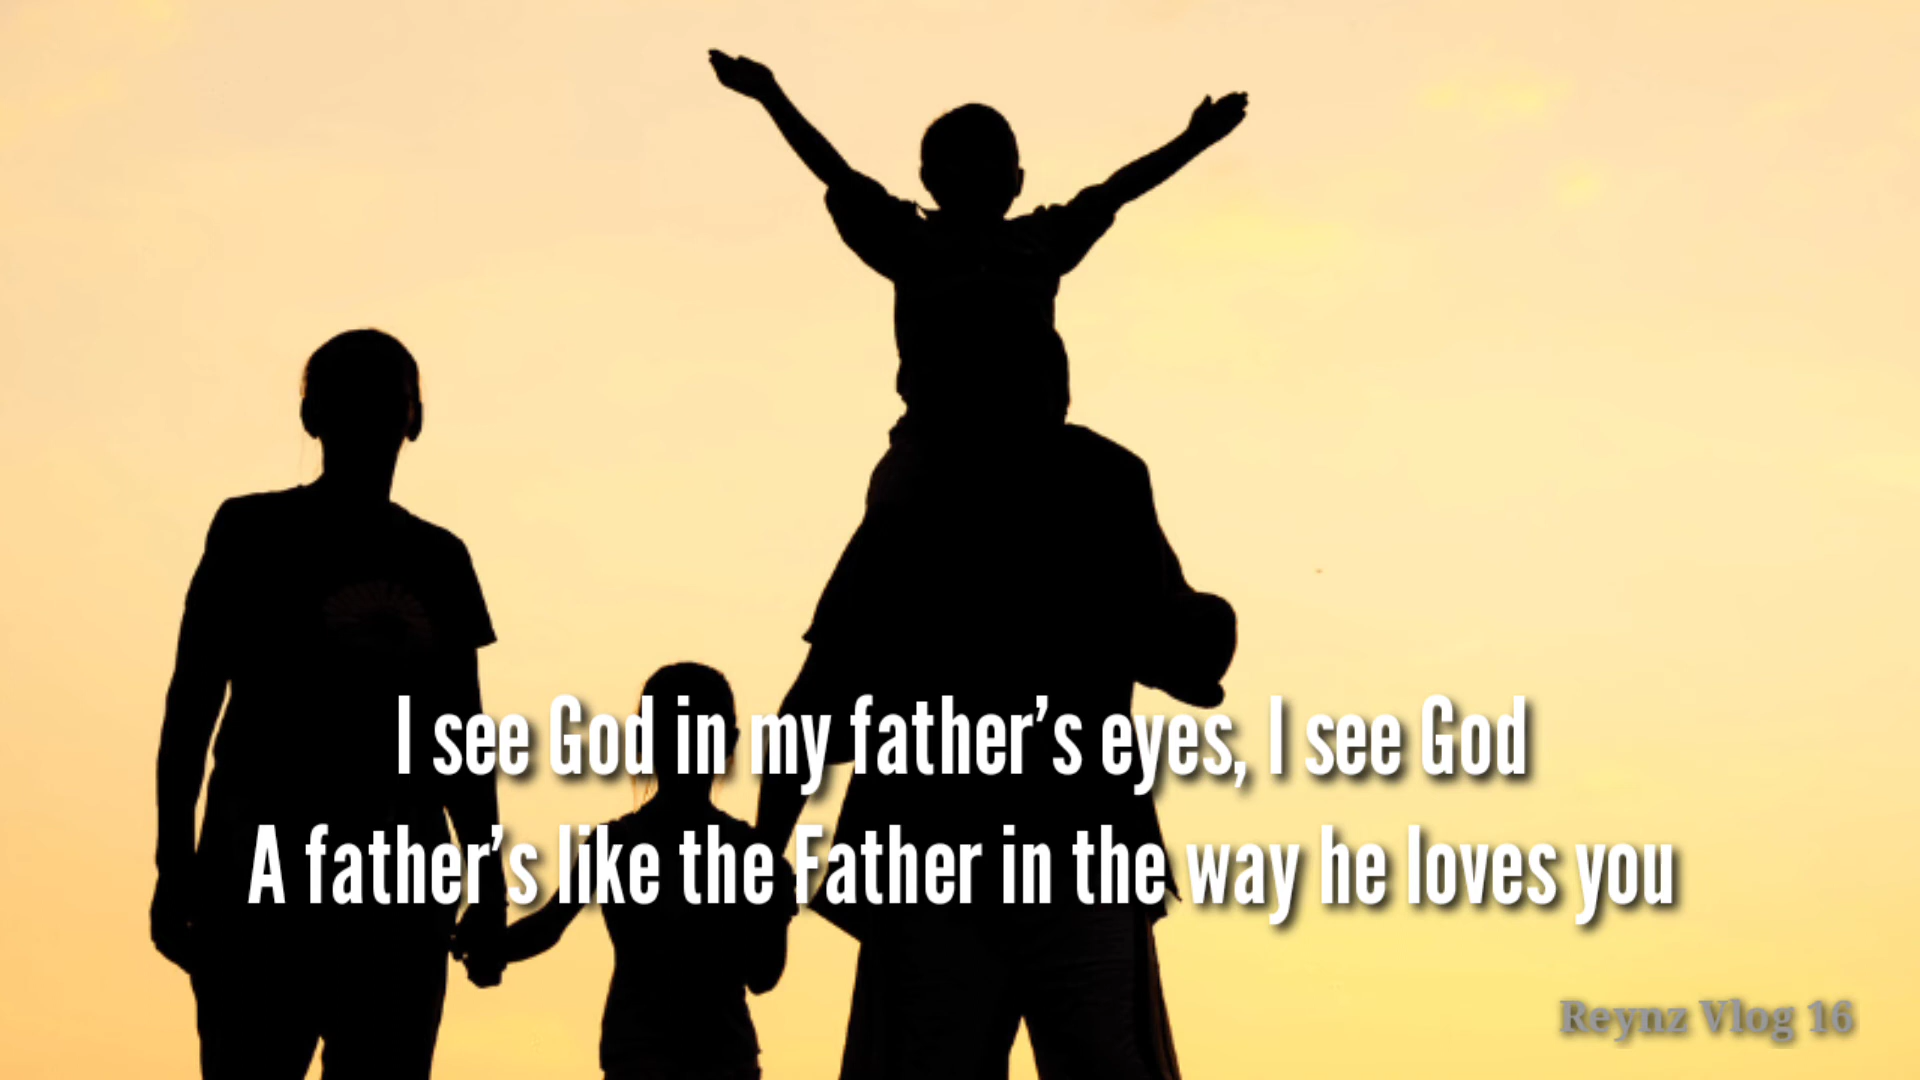 I see God in my father’s eyes, I see God
A father’s like the Father in the way he loves you
Reynz Vlog 16